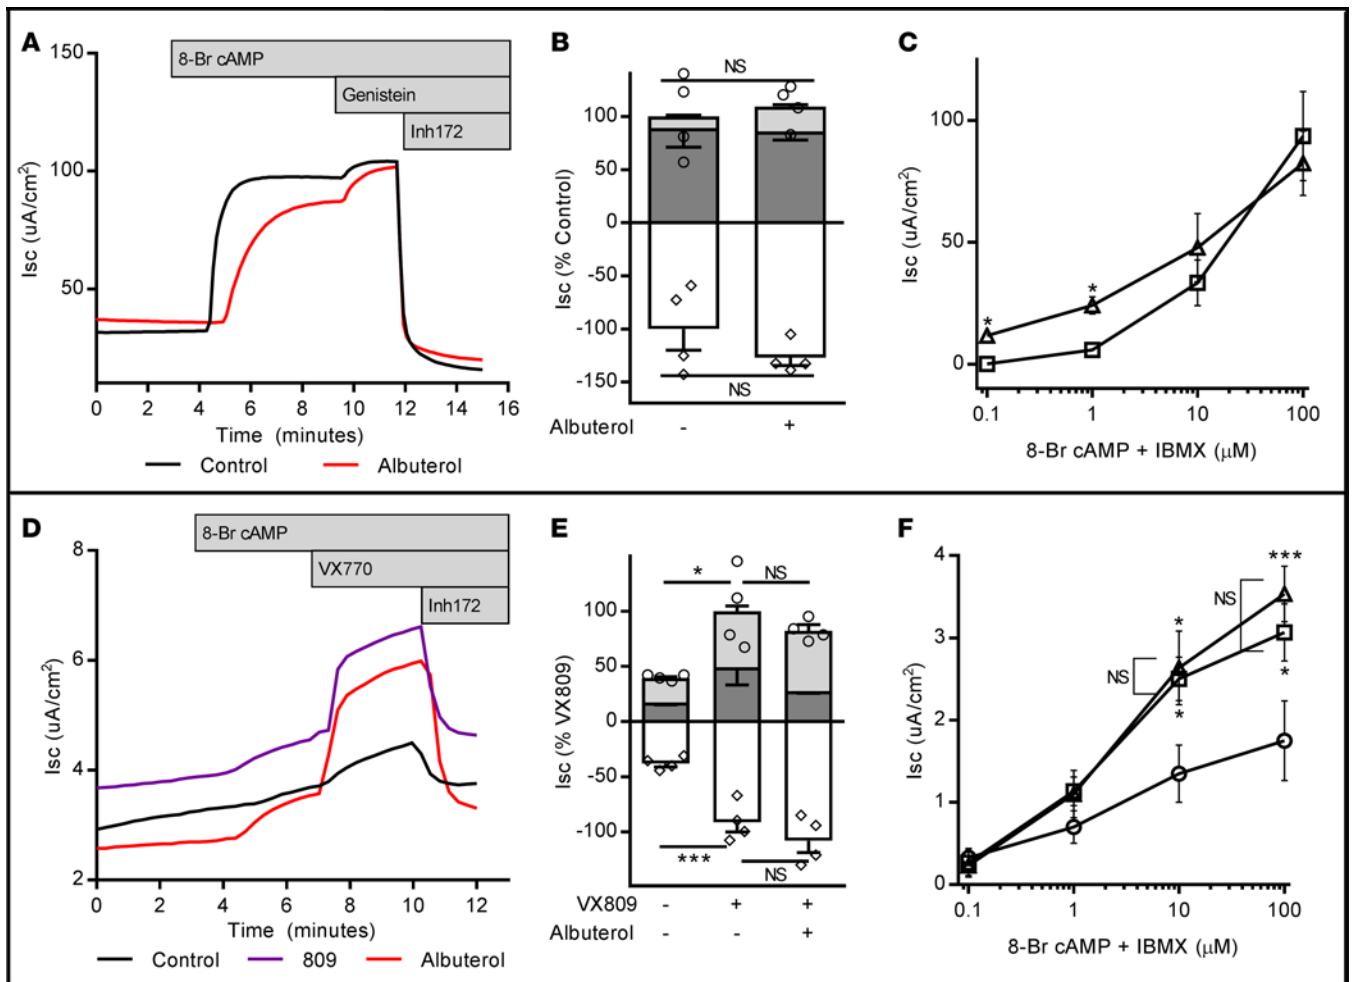 A
150
100
50
Isc (uA/cm2)
8-Br cAMP
Genistein
Inh172
0 2 4 6 8 10 12 14 16
Time (minutes)
Control Albuterol
B
NS
100
50
0
-50
-100
-150
Isc (% Control)
NS
Albuterol - +
C
100
50
0
Isc (uA/cm2)
*
*
0.1 1 10 100
8-Br cAMP + IBMX (μM)
D
8
6
4
2
Isc (uA/cm2)
8-Br cAMP
VX770
Inh172
0 2 4 6 8 10 12
Time (minutes)
Control 809 Albuterol
E
* NS
100
50
0
-50
-100
Isc (% VX809)
***
NS
VX809 - + +
Albuterol - - +
F
4
3
2
1
0
Isc (uA/cm2)
***
NS
*
NS
*
*
0.1 1 10 100
8-Br cAMP + IBMX (μM)